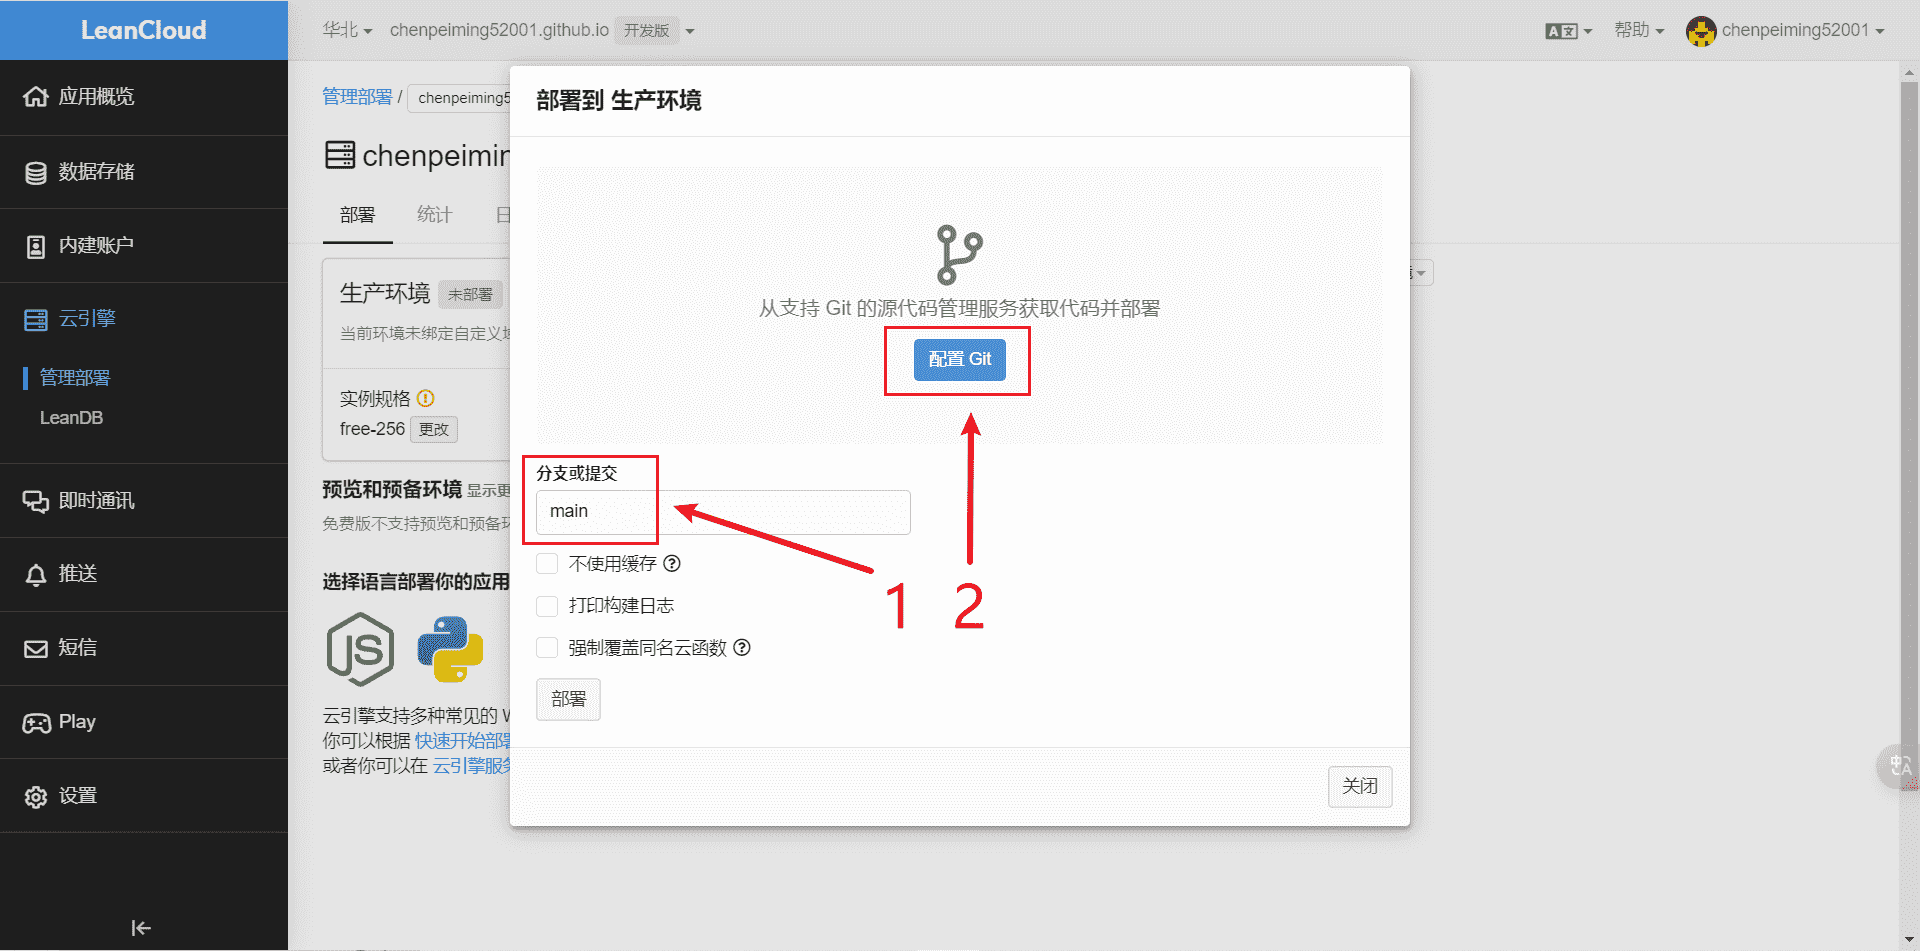 LeanCloud
华北
chenpeiming52001.github.io
开发版
帮助
chenpeiming52001
应用概览
数据存储
内建账户
云引擎
管理部署
LeanDB
即时通讯
推送
短信
Play
设置
管理部署 / chenpeiming5
chenpeimin
部署
统计
日
生产环境 未部署
当前环境未绑定自定义域
实例规格
free-256 更改
预览和预备环境 显示更
免费版不支持预览和预备环
选择语言部署你的应用
云引擎支持多种常见的 W
你可以根据 快速开始部署
或者你可以在 云引擎服务
部署到 生产环境
从支持 Git 的源代码管理服务获取代码并部署
配置 Git
分支或提交
main
不使用缓存
打印构建日志
强制覆盖同名云函数
部署
关闭
1 2